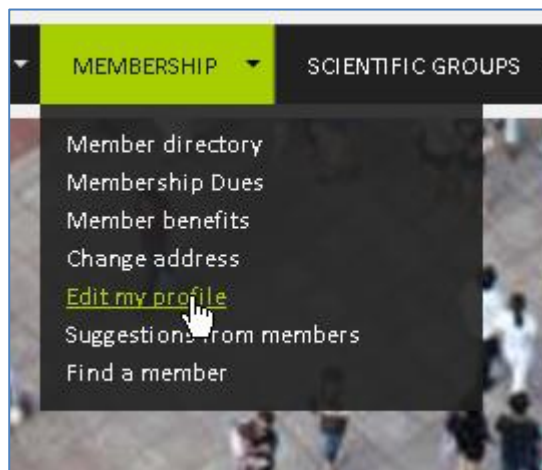 MEMBERSHIP SCIENTIFIC GROUPS
Member directory
Membership Dues
Member benefits
Change address
Edit my profile
Suggestions from members
Find a member